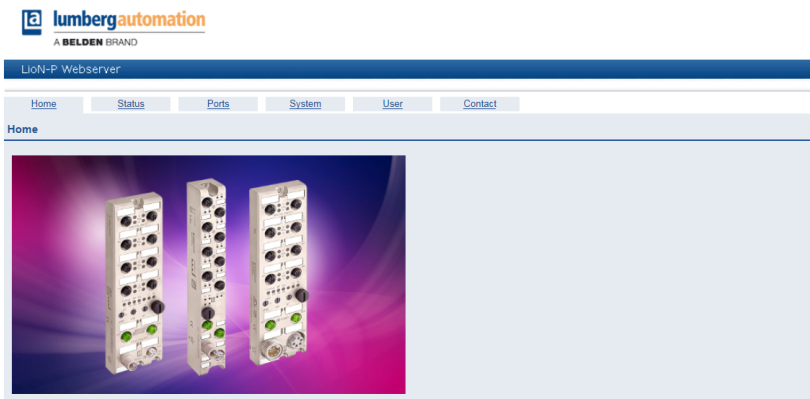 lumbergautomation
A BELDEN BRAND
LioN-P Webserver
Home Status Ports System User Contact
Home